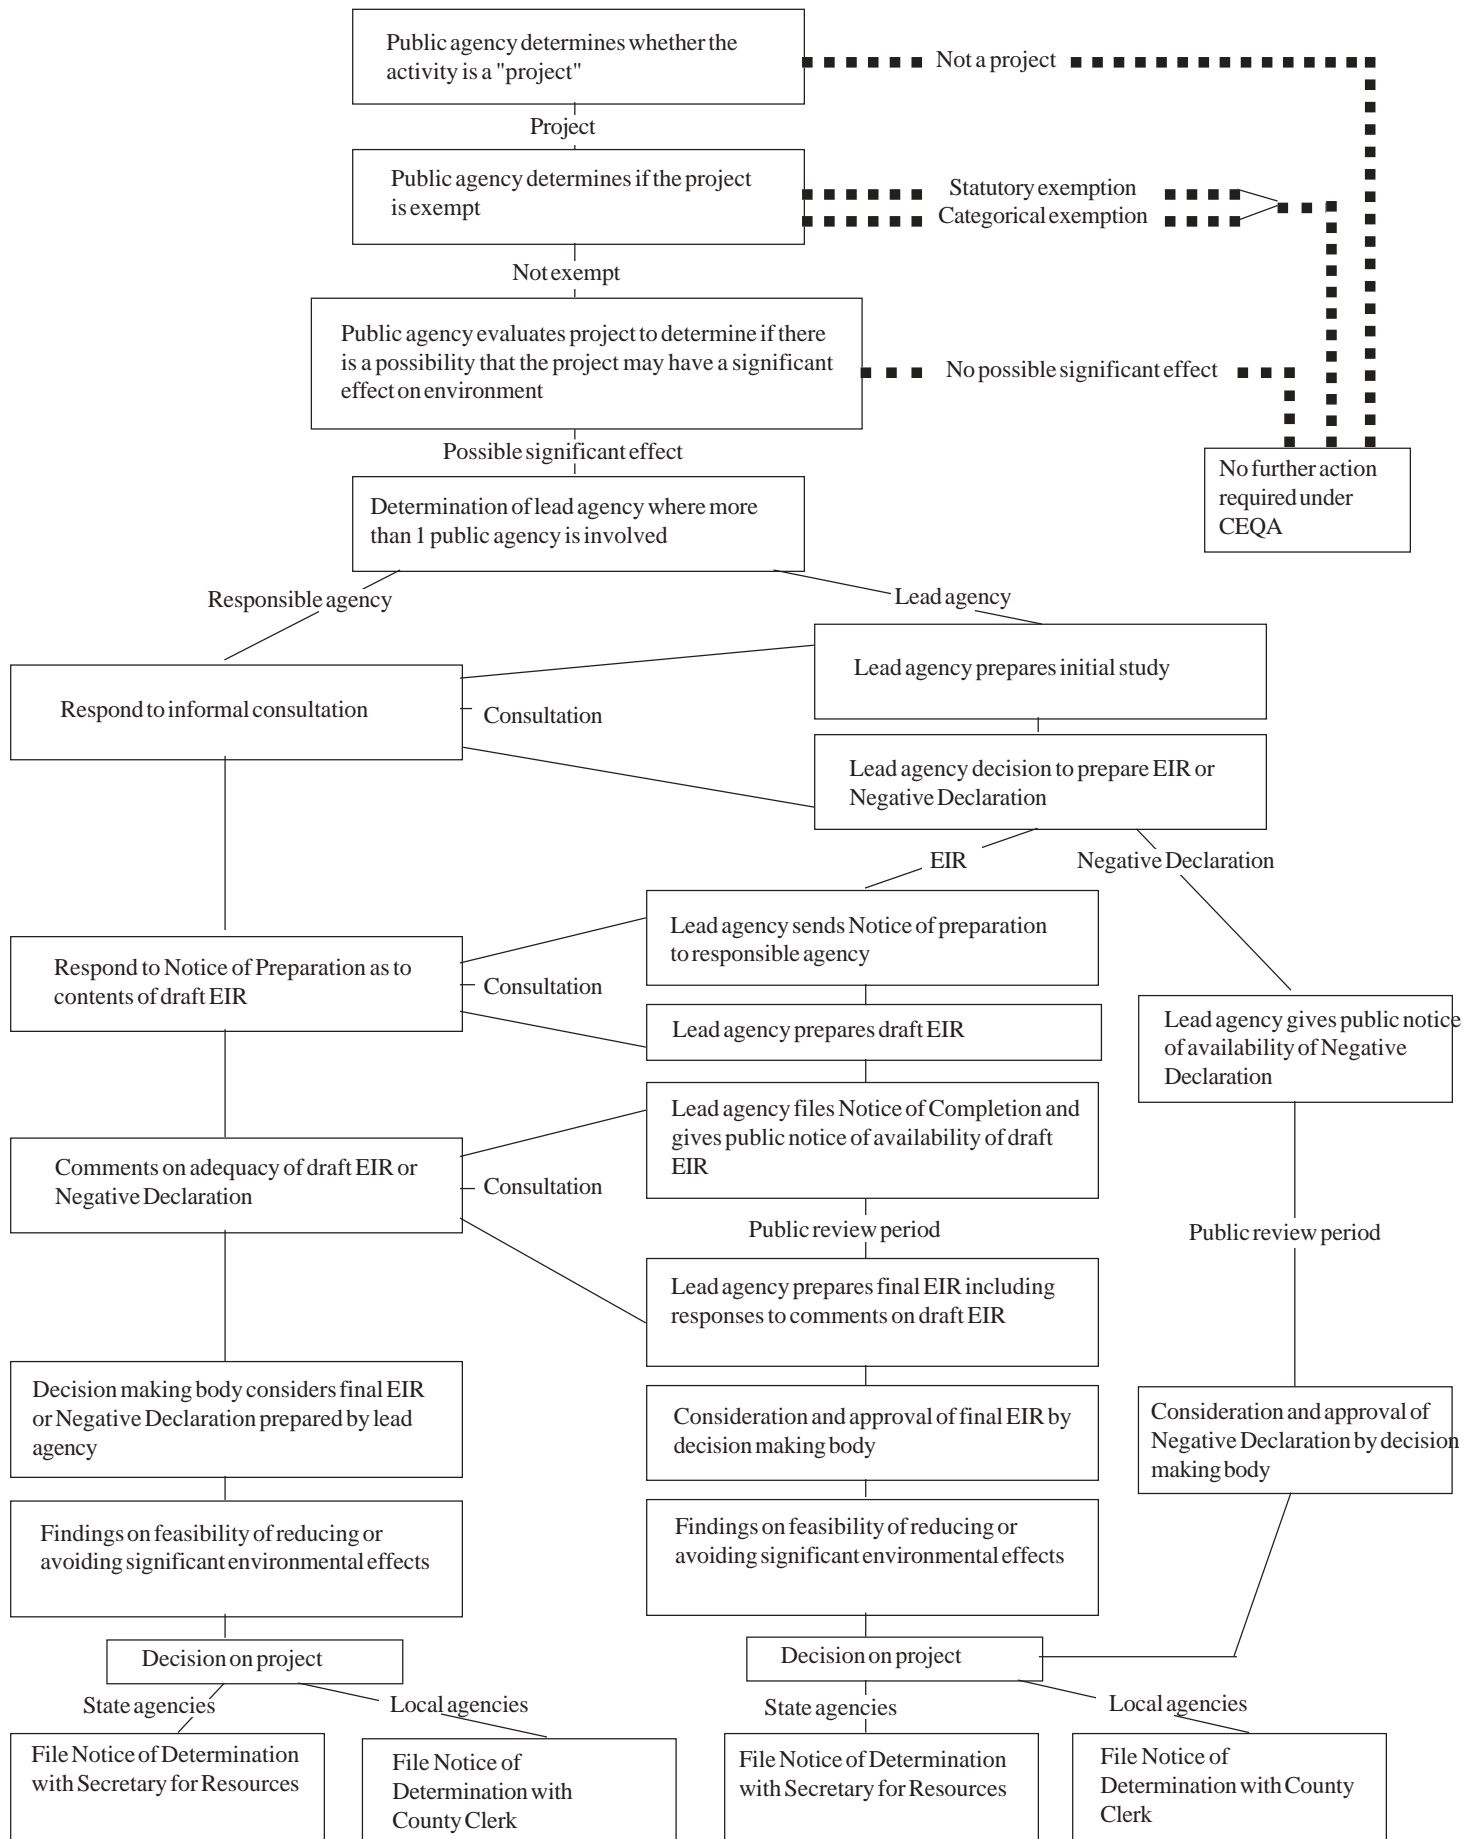 Public agency determines whether the
activity is a "project"
Not a project
Project
Public agency determines if the project
is exempt
Statutory exemption
Categorical exemption
Not exempt
Public agency evaluates project to determine if there
is a possibility that the project may have a significant
effect on environment
No possible significant effect
Possible significant effect
No further action
required under
CEQA
Determination of lead agency where more
than 1 public agency is involved
Responsible agency
Lead agency
Lead agency prepares initial study
Respond to informal consultation
Consultation
Lead agency decision to prepare EIR or
Negative Declaration
EIR
Negative Declaration
Lead agency sends Notice of preparation
to responsible agency
Respond to Notice of Preparation as to
contents of draft EIR
Consultation
Lead agency prepares draft EIR
Lead agency gives public notice
of availability of Negative
Declaration
Lead agency files Notice of Completion and
gives public notice of availability of draft
EIR
Comments on adequacy of draft EIR or
Negative Declaration
Consultation
Public review period
Public review period
Lead agency prepares final EIR including
responses to comments on draft EIR
Decision making body considers final EIR
or Negative Declaration prepared by lead
agency
Consideration and approval of final EIR by
decision making body
Consideration and approval of
Negative Declaration by decision
making body
Findings on feasibility of reducing or
avoiding significant environmental effects
Findings on feasibility of reducing or
avoiding significant environmental effects
Decision on project
Decision on project
State agencies
Local agencies
State agencies
Local agencies
File Notice of Determination
with Secretary for Resources
File Notice of
Determination with
County Clerk
File Notice of Determination
with Secretary for Resources
File Notice of
Determination with County
Clerk